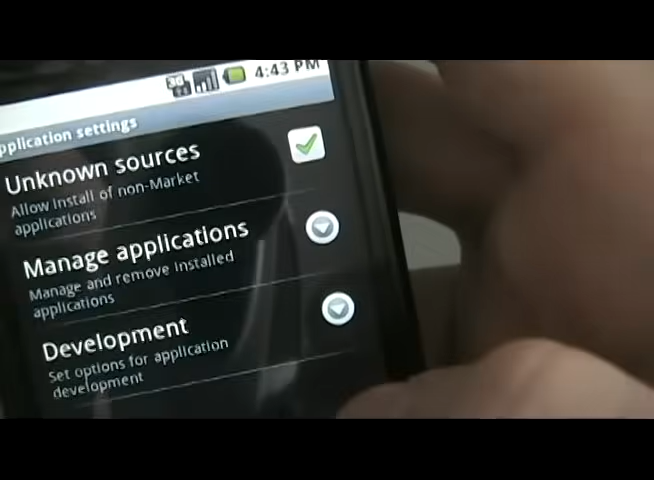 3G 4:43 PM
pplication settings
Unknown sources
Allow install of non-Market
applications
Manage applications
Manage and remove installed
applications
Development
Set options for application
development